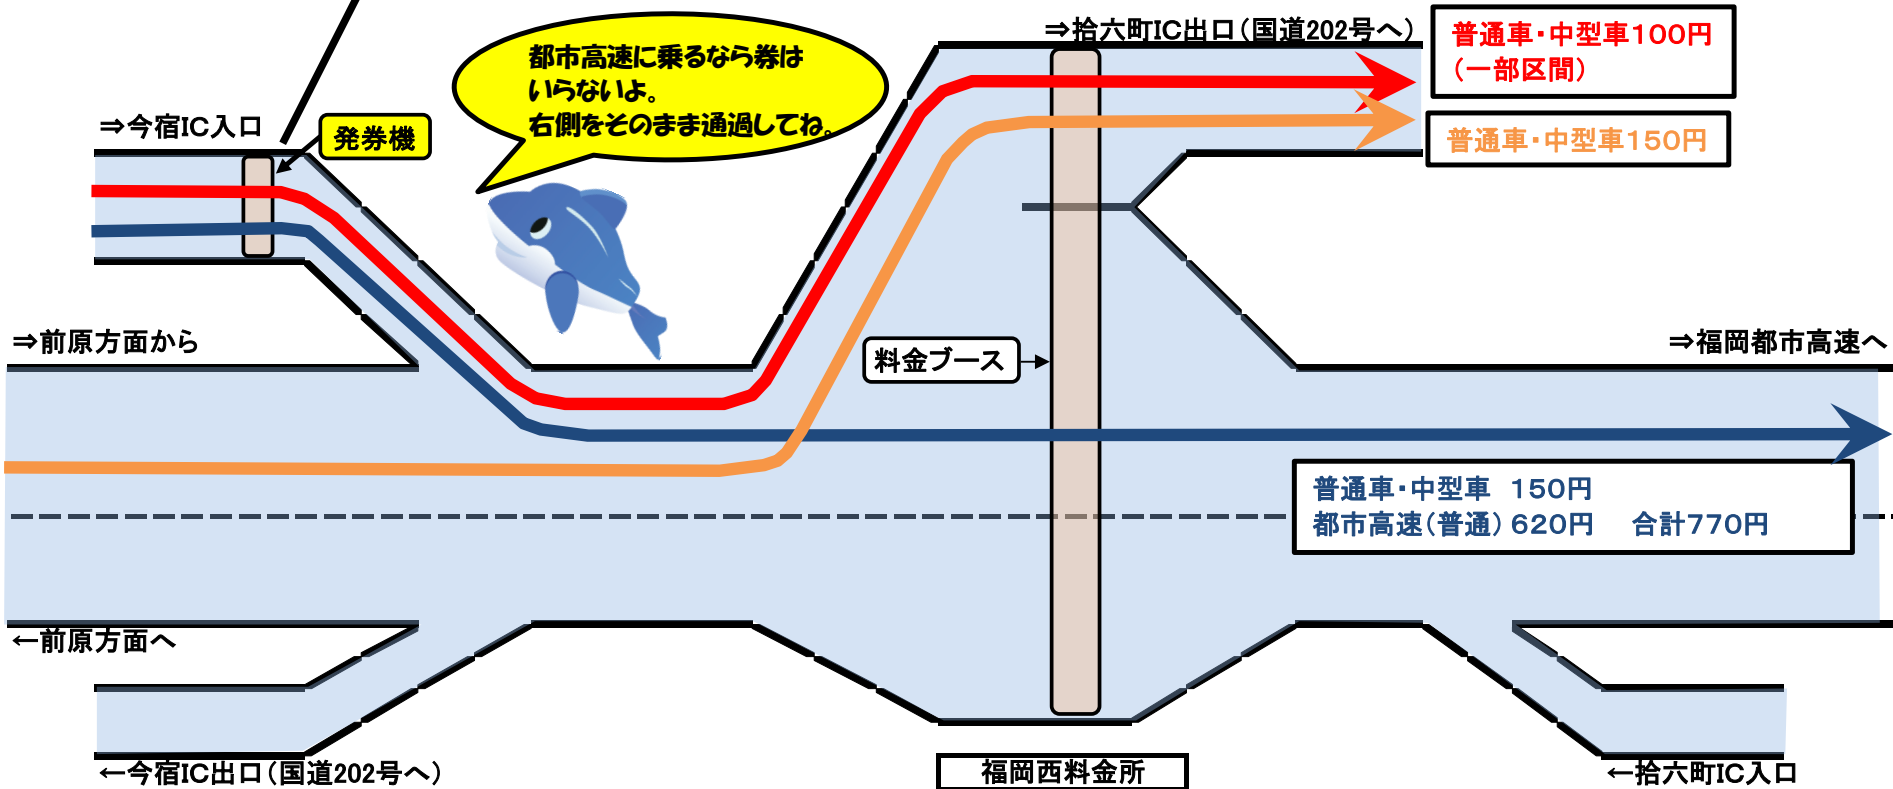 ⇒拾六町IC出口(国道202号へ)
普通車・中型車100円
(一部区間)
都市高速に乗るなら券は
いらないよ。
右側をそのまま通過してね。
⇒今宿IC入口
発券機
普通車・中型車150円
⇒前原方面から
料金ブース
⇒福岡都市高速へ
普通車・中型車 150円
都市高速(普通)620円 合計770円
←前原方面へ
←今宿IC出口(国道202号へ)
福岡西料金所
←拾六町IC入口